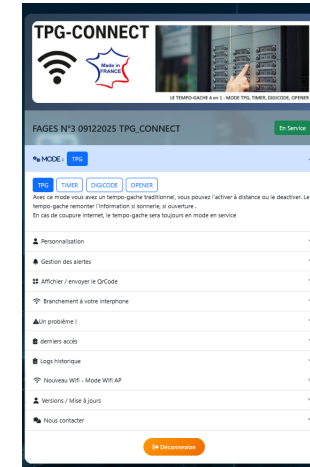 TPG-CONNECT
Made in
FRANCE
LE TEMPO-GACHE 4 en 1 : MODE TPG, TIMER, DIGICODE, OPENER
FAGES N°3 09122025 TPG_CONNECT
En Service
MODE : TPG
TPG TIMER DIGICODE OPENER
Avec ce mode vous avez un tempo-gache traditionnel, vous pouvez l'activer à distance ou le deactiver. Le
tempo-gache remonter l'information si sonnerie, si ouverture .
En cas de coupure internet, le tempo-gache sera toujours en mode en service
Personnalisation
Gestion des alertes
Afficher / envoyer le QrCode
Branchement à votre interphone
Un problème !
derniers accés
Logs historique
Nouveau Wifi - Mode Wifi AP
Versions / Mise à jours
Nous contacter
Déconnexion